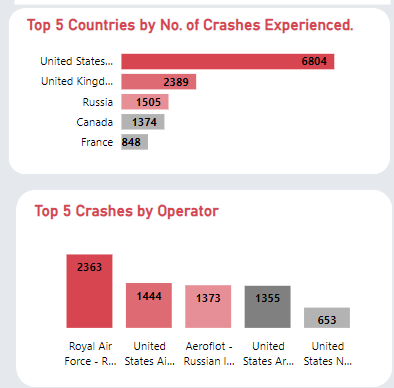 Top 5 Countries by No. of Crashes Experienced.
United States... 6804
United Kingd... 2389
Russia 1505
Canada 1374
France 848
Top 5 Crashes by Operator
2363 1444 1373 1355 653
Royal Air United Aeroflot - United United
Force - R... States Ai... Russian I... States Ar... States N...